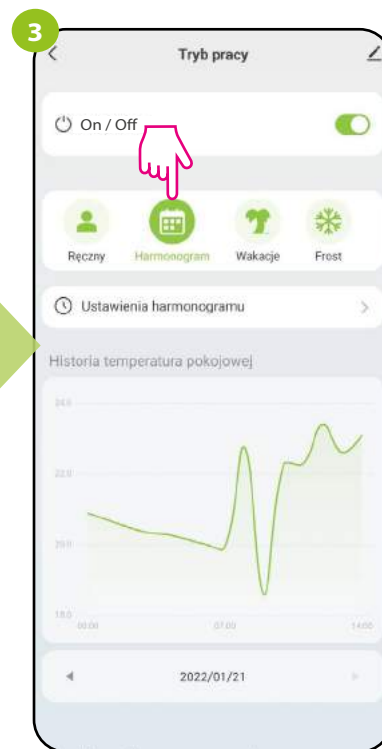 3
Tryb pracy
On / Off
Ręczny Harmonogram Wakacje Frost
Ustawienia harmonogramu
Historia temperatura pokojowej
24.0
22.0
20.0
18.0
00:00 07:00 14:00
2022/01/21